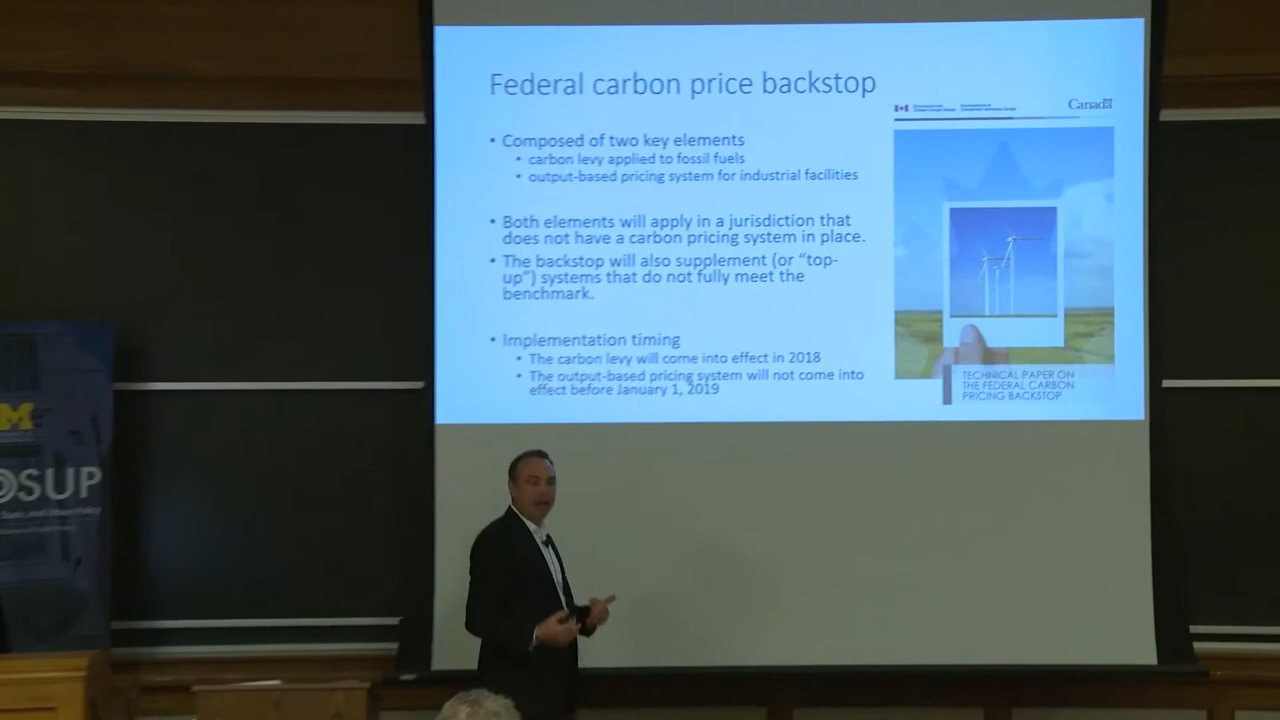 Federal carbon price backstop
• Composed of two key elements
• carbon levy applied to fossil fuels
• output-based pricing system for industrial facilities
• Both elements will apply in a jurisdiction that
does not have a carbon pricing system in place.
• The backstop will also supplement (or “top-
up”) systems that do not fully meet the
benchmark.
• Implementation timing
• The carbon levy will come into effect in 2018
• The output-based pricing system will not come into
effect before January 1, 2019
Canada
TECHNICAL PAPER ON
THE FEDERAL CARBON
PRICING BACKSTOP
M
OSUP